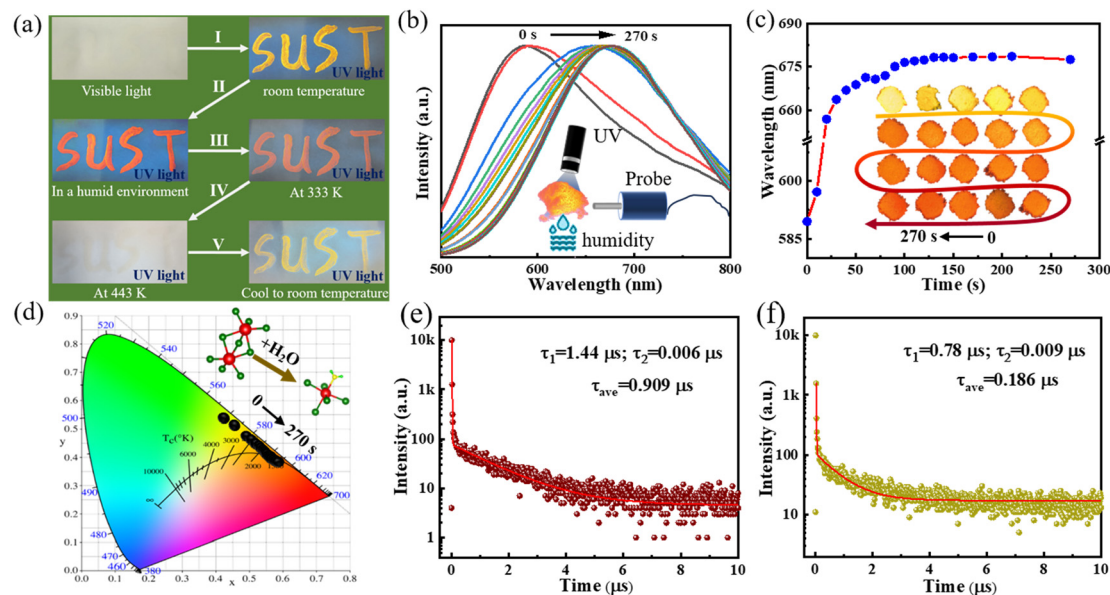 (a)
I
SUST
UV light
Visible light
room temperature
II
SUST
UV light
III
SUST
UV light
In a humid environment
At 333 K
IV
UV light
V
SUST
UV light
At 443 K
Cool to room temperature
(b)
0 s
270 s
UV
Probe
humidity
Intensity (a.u.)
500 600 700 800
Wavelength (nm)
(c)
690
675
660
600
585
Wavelength (nm)
270 s
0
0 50 100 150 200 250 300
Time (s)
(d)
0.9
0.8
0.7
0.6
0.5
0.4
0.3
0.2
0.1
0.0
y
520
540
560
500
580
600
620
700
490
480
470
460
380
+H₂O
0
270 s
Tc(°K)
∞
10000
6000
4000
3000
2000
0.0 0.1 0.2 0.3 0.4 0.5 0.6 0.7 0.8
x
(e)
10k
1k
100
10
1
Intensity (a.u.)
τ₁=1.44 μs; τ₂=0.006 μs
τave=0.909 μs
0 2 4 6 8 10
Time (μs)
(f)
10k
1k
100
10
Intensity (a.u.)
τ₁=0.78 μs; τ₂=0.009 μs
τave=0.186 μs
0 2 4 6 8 10
Time (μs)